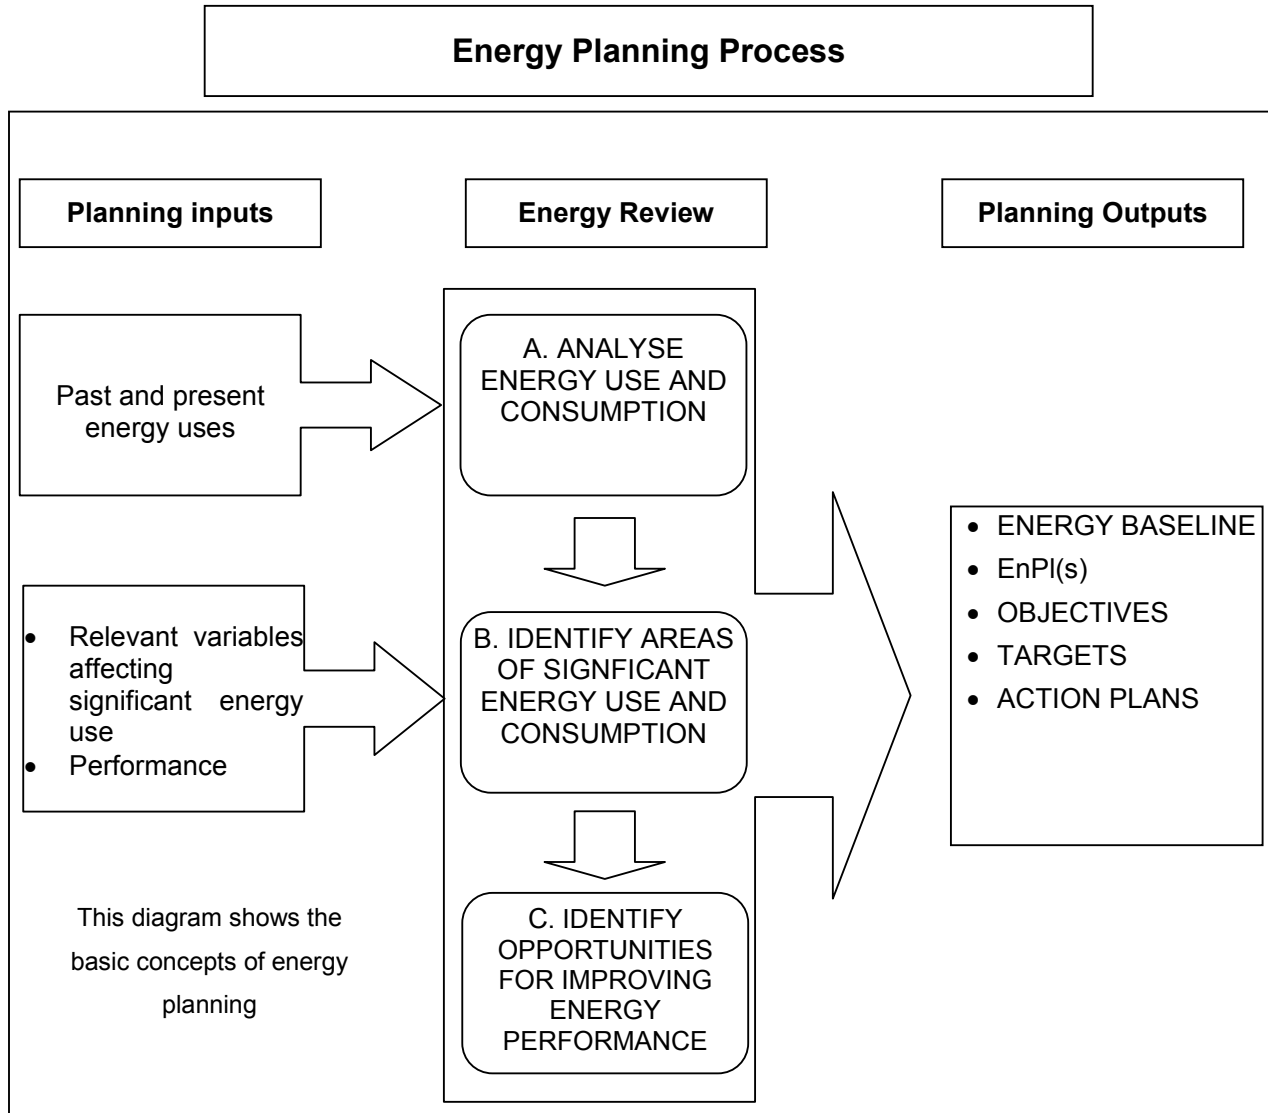 Energy Planning Process
Planning inputs
Energy Review
Planning Outputs
Past and present
energy uses
A. ANALYSE
ENERGY USE AND
CONSUMPTION
• Relevant variables
affecting
significant energy
use
• Performance
B. IDENTIFY AREAS
OF SIGNFICANT
ENERGY USE AND
CONSUMPTION
C. IDENTIFY
OPPORTUNITIES
FOR IMPROVING
ENERGY
PERFORMANCE
• ENERGY BASELINE
• EnPI(s)
• OBJECTIVES
• TARGETS
• ACTION PLANS
This diagram shows the
basic concepts of energy
planning